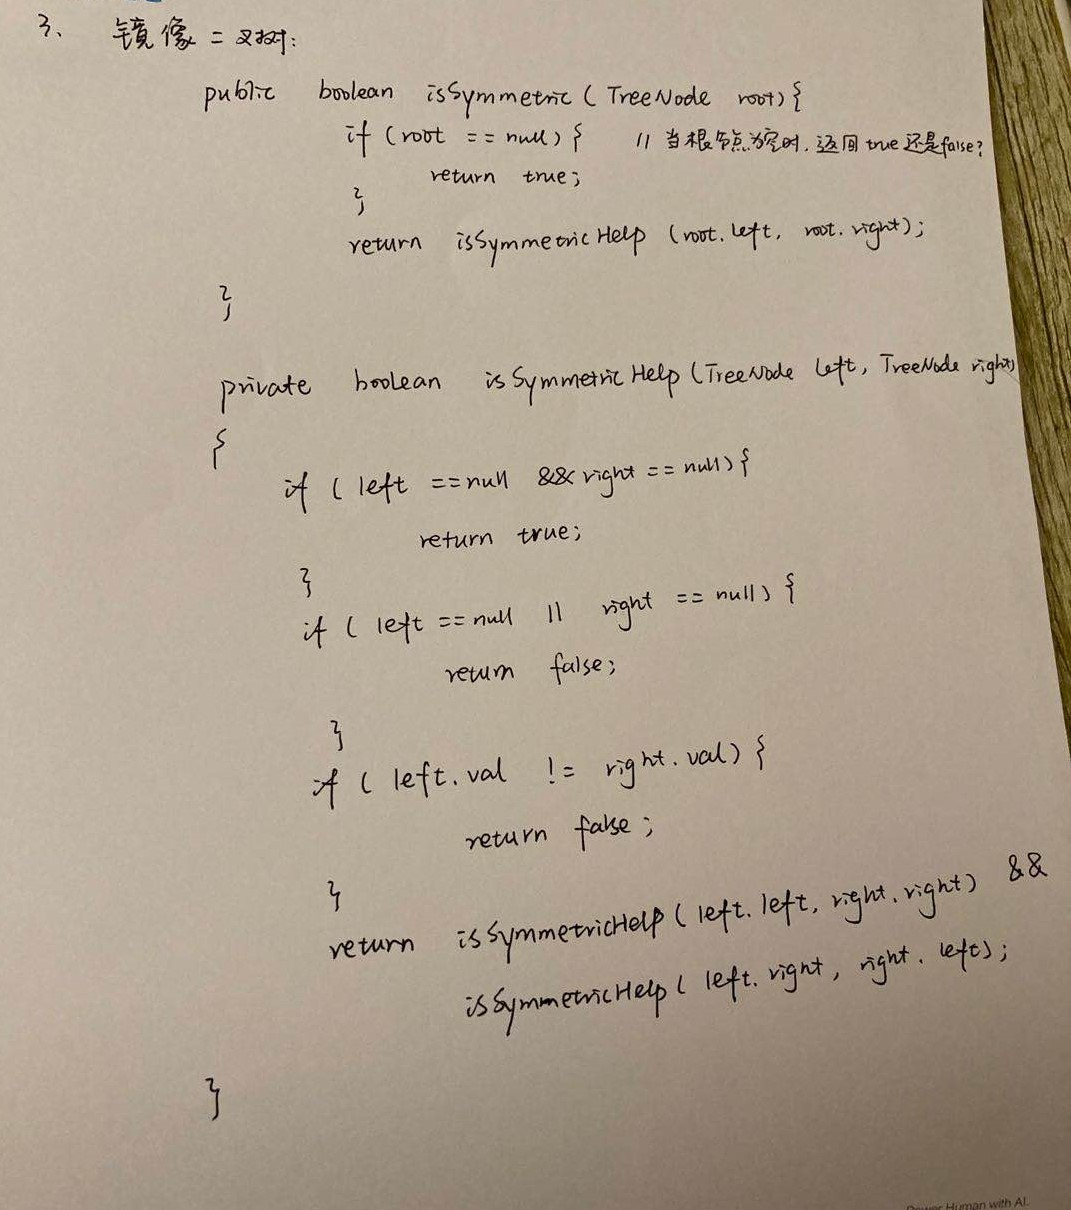 3、 镜像二叉树:
public boolean isSymmetric ( TreeNode root) {
if (root == null) { // 当根节点为空时, 返回 true 还是 false?
return true;
}
return isSymmetricHelp (root.left, root.right);
}
private boolean isSymmetricHelp (TreeNode left, TreeNode right)
{
if ( left == null && right == null) {
return true;
}
if ( left == null || right == null) {
return false;
}
if ( left.val != right.val) {
return false;
}
return isSymmetricHelp ( left.left, right.right) &&
isSymmetricHelp ( left.right, right.left);
}
Power Human with AI.